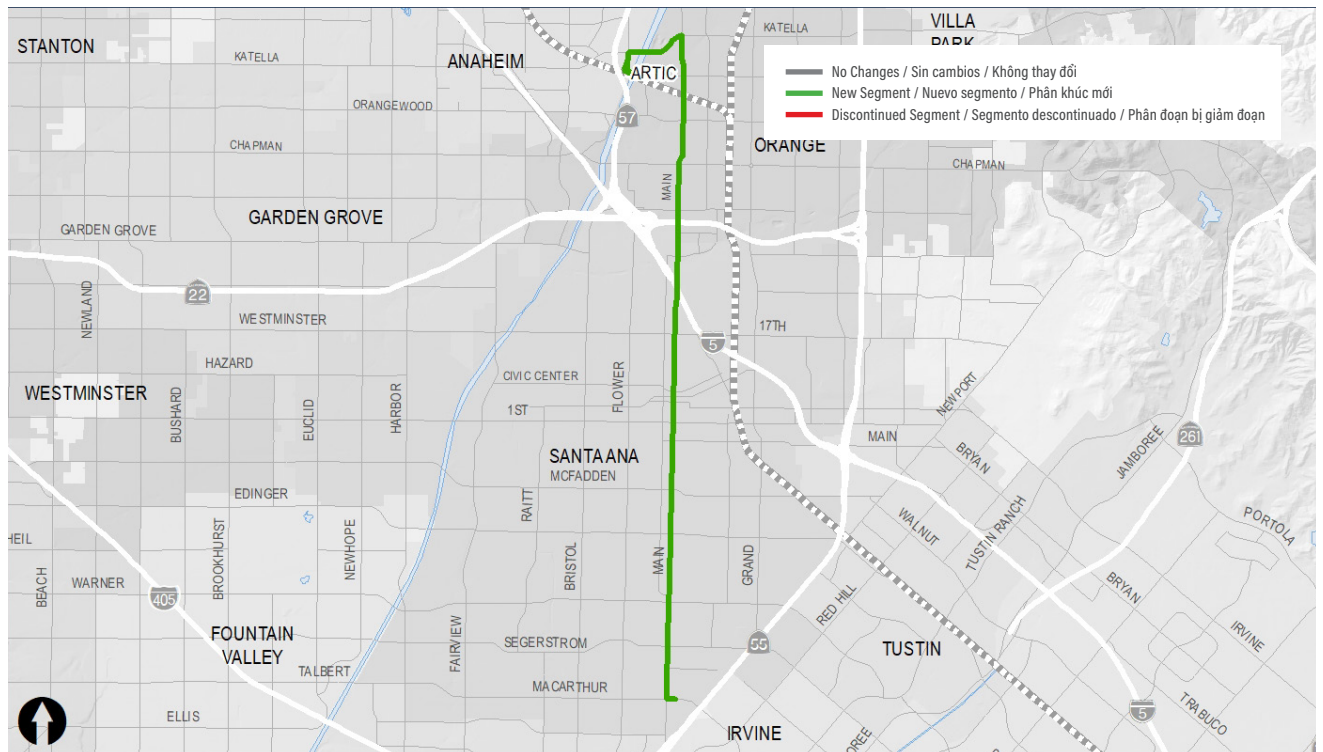 STANTON
KATELLA
ANAHEIM
VILLA
PARK
KATELLA
ARTIC
No Changes / Sin cambios / Không thay đổi
New Segment / Nuevo segmento / Phân khúc mới
Discontinued Segment / Segmento descontinuado / Phân đoạn bị giảm đoạn
ORANGEWOOD
57
CHAPMAN
ORANGE
CHAPMAN
MAIN
GARDEN GROVE
GARDEN GROVE
22
NEWLAND
WESTMINSTER
17TH
5
HAZARD
CIVIC CENTER
FLOWER
NEWPORT
WESTMINSTER
BUSHARD
EUCLID
HARBOR
1ST
MAIN
BRYAN
261
JAMBOREE
SANTA ANA
MCFADDEN
EDINGER
RAITT
WALNUT
TUSTIN RANCH
PORTOLA
HEIL
BROOKHURST
NEWHOPE
BEACH
WARNER
405
BRISTOL
MAIN
GRAND
RED HILL
BRYAN
IRVINE
FOUNTAIN
VALLEY
FAIRVIEW
SEGERSTROM
55
TUSTIN
TALBERT
MACARTHUR
TRABUCO
5
ELLIS
IRVINE
OREE